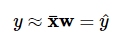 y ≈ x̄w = ŷ